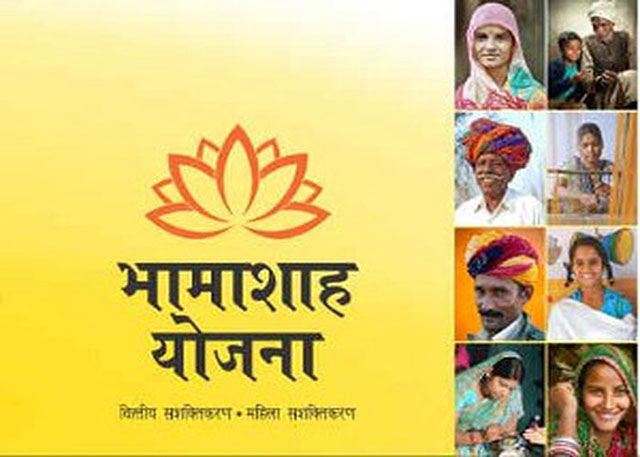 भामाशाह
योजना
वित्तीय सशक्तिकरण • महिला सशक्तिकरण